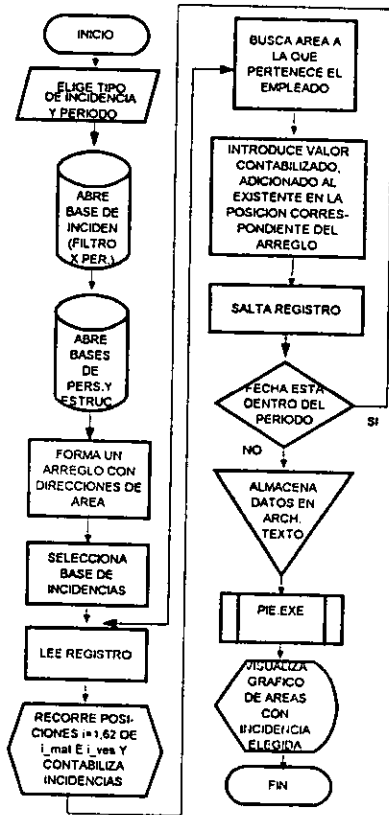 INICIO
ELIGE TIPO
DE INCIDENCIA
Y PERIODO
ABRE
BASE DE
INCIDEN
(FILTRO
X PER.)
ABRE
BASES
DE
PERS.Y
ESTRUC.
FORMA UN
ARREGLO CON
DIRECCIONES DE
AREA
SELECCIONA
BASE DE
INCIDENCIAS
LEE REGISTRO
RECORRE POSI-
CIONES i=1,62 DE
i_mat E i_ves Y
CONTABILIZA
INCIDENCIAS
BUSCA AREA A
LA QUE
PERTENECE EL
EMPLEADO
INTRODUCE VALOR
CONTABILIZADO,
ADICIONADO AL
EXISTENTE EN LA
POSICION CORRES-
PONDIENTE DEL
ARREGLO
SALTA REGISTRO
FECHA ESTA
DENTRO DEL
PERIODO
SI
NO
ALMACENA
DATOS EN
ARCH.
TEXTO
PIE.EXE
VISUALIZA
GRAFICO
DE AREAS
CON
INCIDENCIA
ELEGIDA
FIN